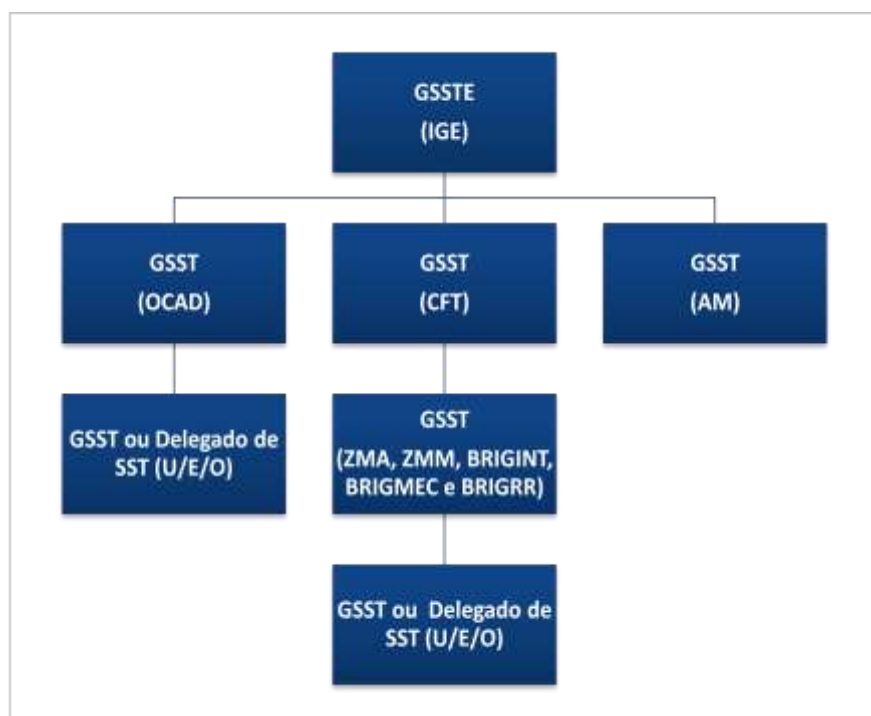 GSSTE
(IGE)
GSST
(OCAD)
GSST
(CFT)
GSST
(AM)
GSST ou Delegado de
SST (U/E/O)
GSST
(ZMA, ZMM, BRIGINT,
BRIGMEC e BRIGRR)
GSST ou Delegado de
SST (U/E/O)